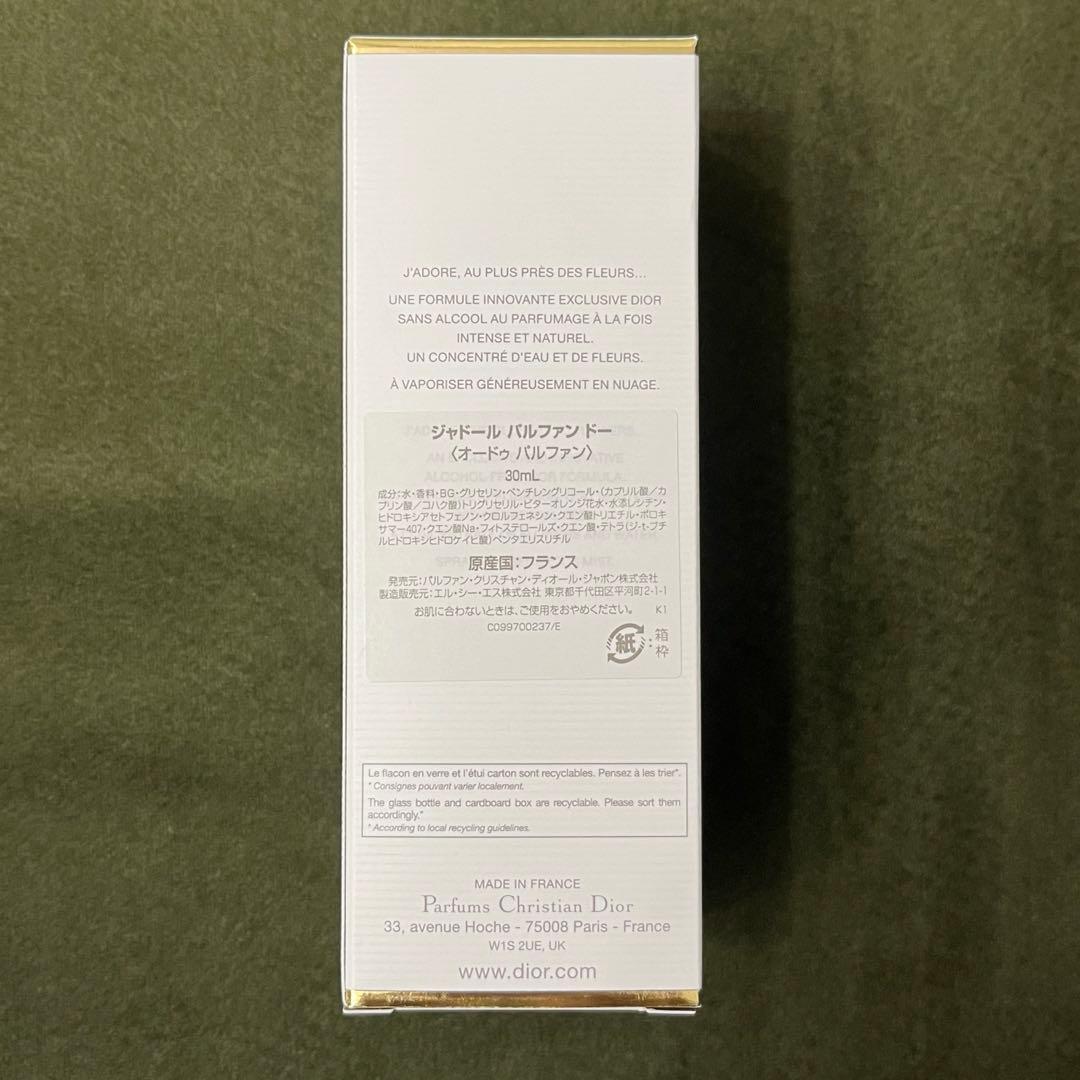 J'ADORE, AU PLUS PRÈS DES FLEURS...
UNE FORMULE INNOVANTE EXCLUSIVE DIOR
SANS ALCOOL AU PARFUMAGE À LA FOIS
INTENSE ET NATUREL.
UN CONCENTRÉ D'EAU ET DE FLEURS.
À VAPORISER GÉNÉREUSEMENT EN NUAGE.
ジャドール パルファン ドー
〈オードゥ パルファン〉
30mL
成分:水・香料・BG・グリセリン・ペンチレングリコール・(カプリル酸/カ
プリン酸/コハク酸)トリグリセリル・ビターオレンジ花水・水添レシチン・
ヒドロキシアセトフェノン・クロルフェネシン・クエン酸トリエチル・ポロキ
サマー407・クエン酸Na・フィトステロールズ・クエン酸・テトラ(ジ-t-ブチ
ルヒドロキシヒドロケイヒ酸)ペンタエリスリチル
原産国:フランス
発売元:パルファン・クリスチャン・ディオール・ジャポン株式会社
製造販売元:エル・シー・エス株式会社 東京都千代田区平河町2-1-1
お肌に合わないときは、ご使用をおやめください。 K1
C099700237/E
紙:箱
枠
Le flacon en verre et l'étui carton sont recyclables. Pensez à les trier*.
* Consignes pouvant varier localement.
The glass bottle and cardboard box are recyclable. Please sort them
accordingly.*
* According to local recycling guidelines.
MADE IN FRANCE
Parfums Christian Dior
33, avenue Hoche - 75008 Paris - France
W1S 2UE, UK
www.dior.com